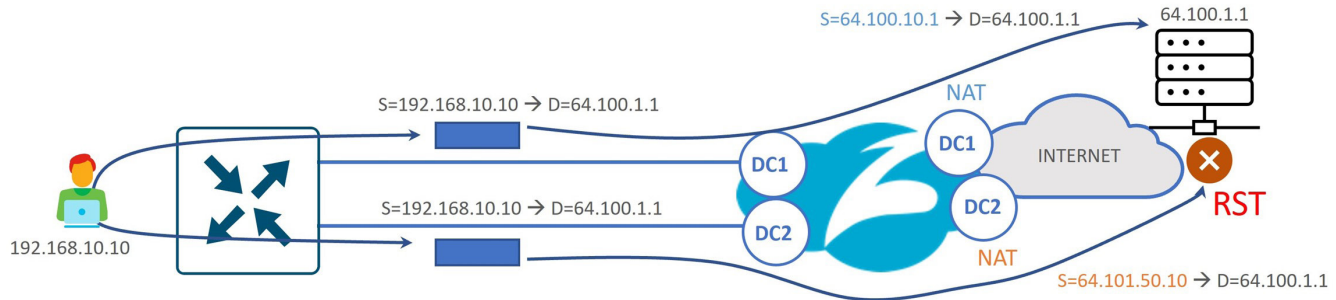 S=64.100.10.1 → D=64.100.1.1
64.100.1.1
S=192.168.10.10 → D=64.100.1.1
NAT
DC1
DC1
INTERNET
S=192.168.10.10 → D=64.100.1.1
DC2
DC2
RST
192.168.10.10
NAT
S=64.101.50.10 → D=64.100.1.1